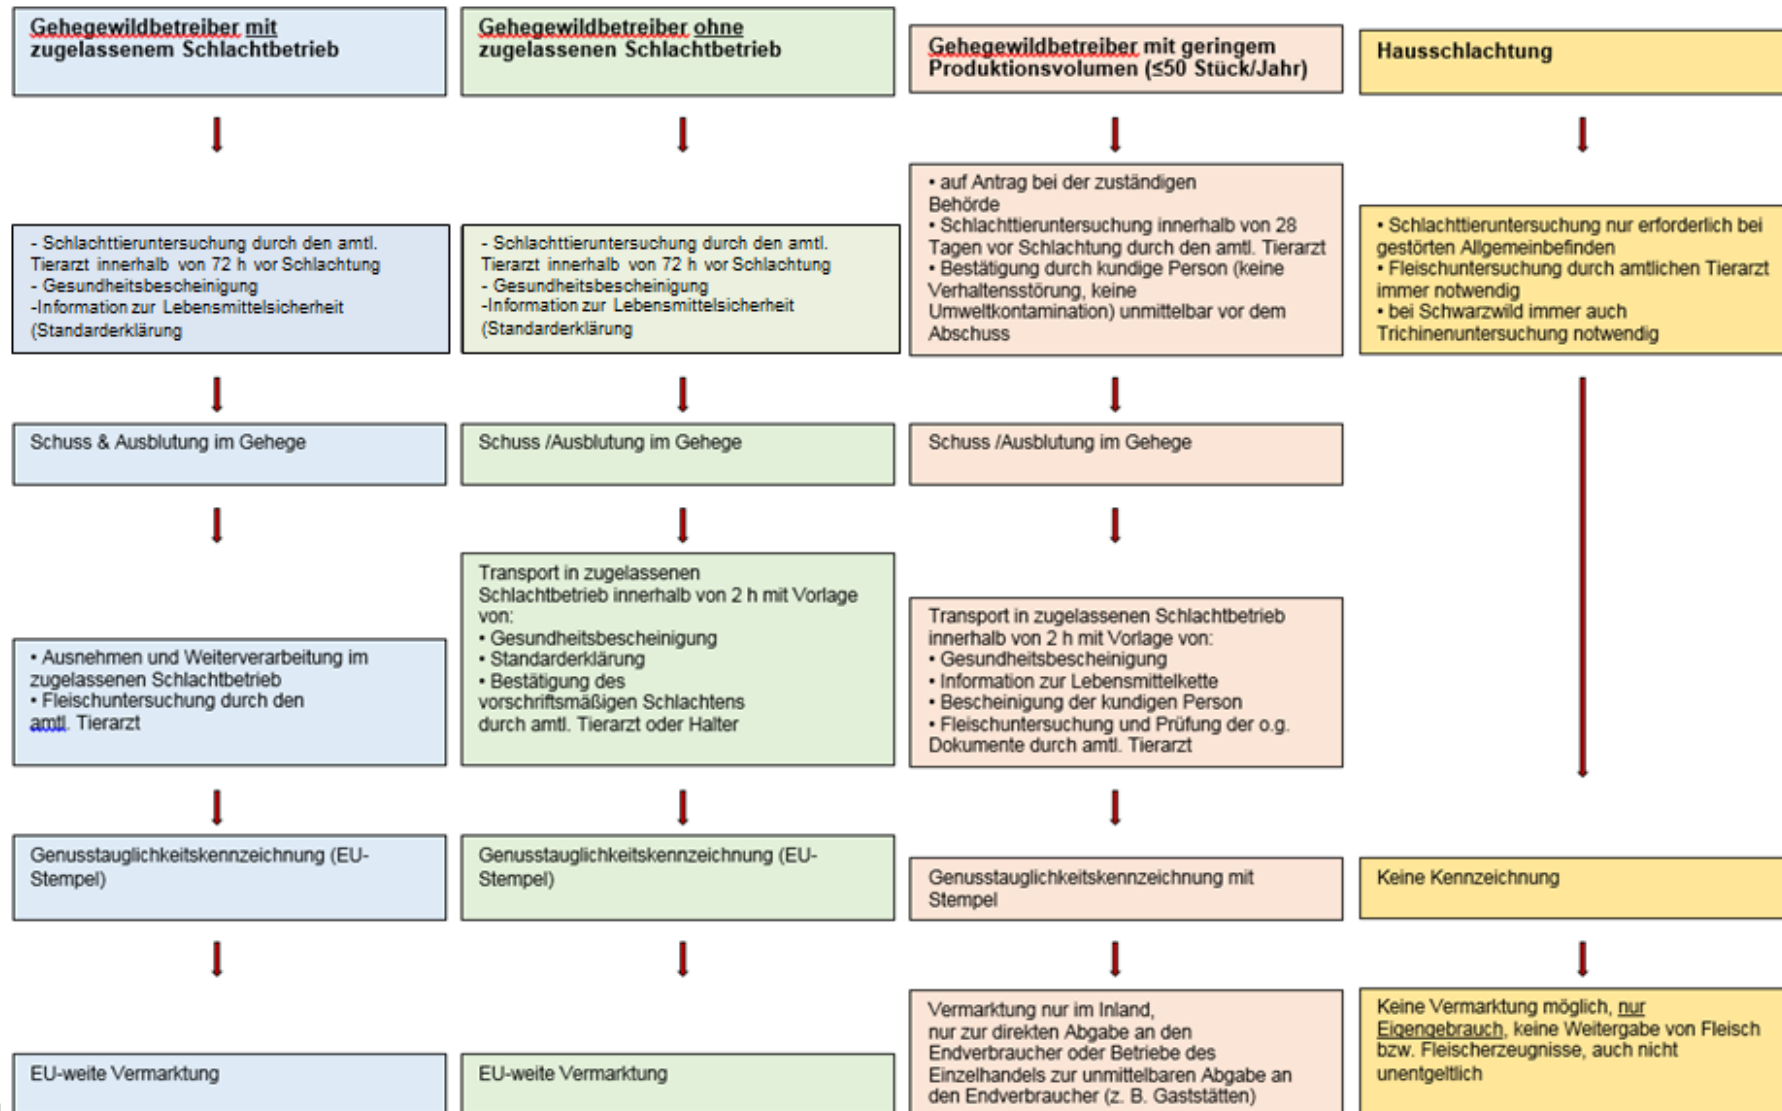 Gehegewildbetreiber mit
zugelassenem Schlachtbetrieb
Gehegewildbetreiber ohne
zugelassenen Schlachtbetrieb
Gehegewildbetreiber mit geringem
Produktionsvolumen (≤50 Stück/Jahr)
Hausschlachtung
- Schlachttieruntersuchung durch den amtl.
Tierarzt innerhalb von 72 h vor Schlachtung
- Gesundheitsbescheinigung
-Information zur Lebensmittelsicherheit
(Standarderklärung
- Schlachttieruntersuchung durch den amtl.
Tierarzt innerhalb von 72 h vor Schlachtung
- Gesundheitsbescheinigung
-Information zur Lebensmittelsicherheit
(Standarderklärung
• auf Antrag bei der zuständigen
Behörde
• Schlachttieruntersuchung innerhalb von 28
Tagen vor Schlachtung durch den amtl. Tierarzt
• Bestätigung durch kundige Person (keine
Verhaltensstörung, keine
Umweltkontamination) unmittelbar vor dem
Abschuss
• Schlachttieruntersuchung nur erforderlich bei
gestörten Allgemeinbefinden
• Fleischuntersuchung durch amtlichen Tierarzt
immer notwendig
• bei Schwarzwild immer auch
Trichinenuntersuchung notwendig
Schuss & Ausblutung im Gehege
Schuss /Ausblutung im Gehege
Schuss /Ausblutung im Gehege
• Ausnehmen und Weiterverarbeitung im
zugelassenen Schlachtbetrieb
• Fleischuntersuchung durch den
amtl. Tierarzt
Transport in zugelassenen
Schlachtbetrieb innerhalb von 2 h mit Vorlage
von:
• Gesundheitsbescheinigung
• Standarderklärung
• Bestätigung des
vorschriftsmäßigen Schlachtens
durch amtl. Tierarzt oder Halter
Transport in zugelassenen Schlachtbetrieb
innerhalb von 2 h mit Vorlage von:
• Gesundheitsbescheinigung
• Information zur Lebensmittelkette
• Bescheinigung der kundigen Person
• Fleischuntersuchung und Prüfung der o.g.
Dokumente durch amtl. Tierarzt
Genusstauglichkeitskennzeichnung (EU-
Stempel)
Genusstauglichkeitskennzeichnung (EU-
Stempel)
Genusstauglichkeitskennzeichnung mit
Stempel
Keine Kennzeichnung
EU-weite Vermarktung
EU-weite Vermarktung
Vermarktung nur im Inland,
nur zur direkten Abgabe an den
Endverbraucher oder Betriebe des
Einzelhandels zur unmittelbaren Abgabe an
den Endverbraucher (z. B. Gaststätten)
Keine Vermarktung möglich, nur
Eigengebrauch, keine Weitergabe von Fleisch
bzw. Fleischerzeugnisse, auch nicht
unentgeltlich